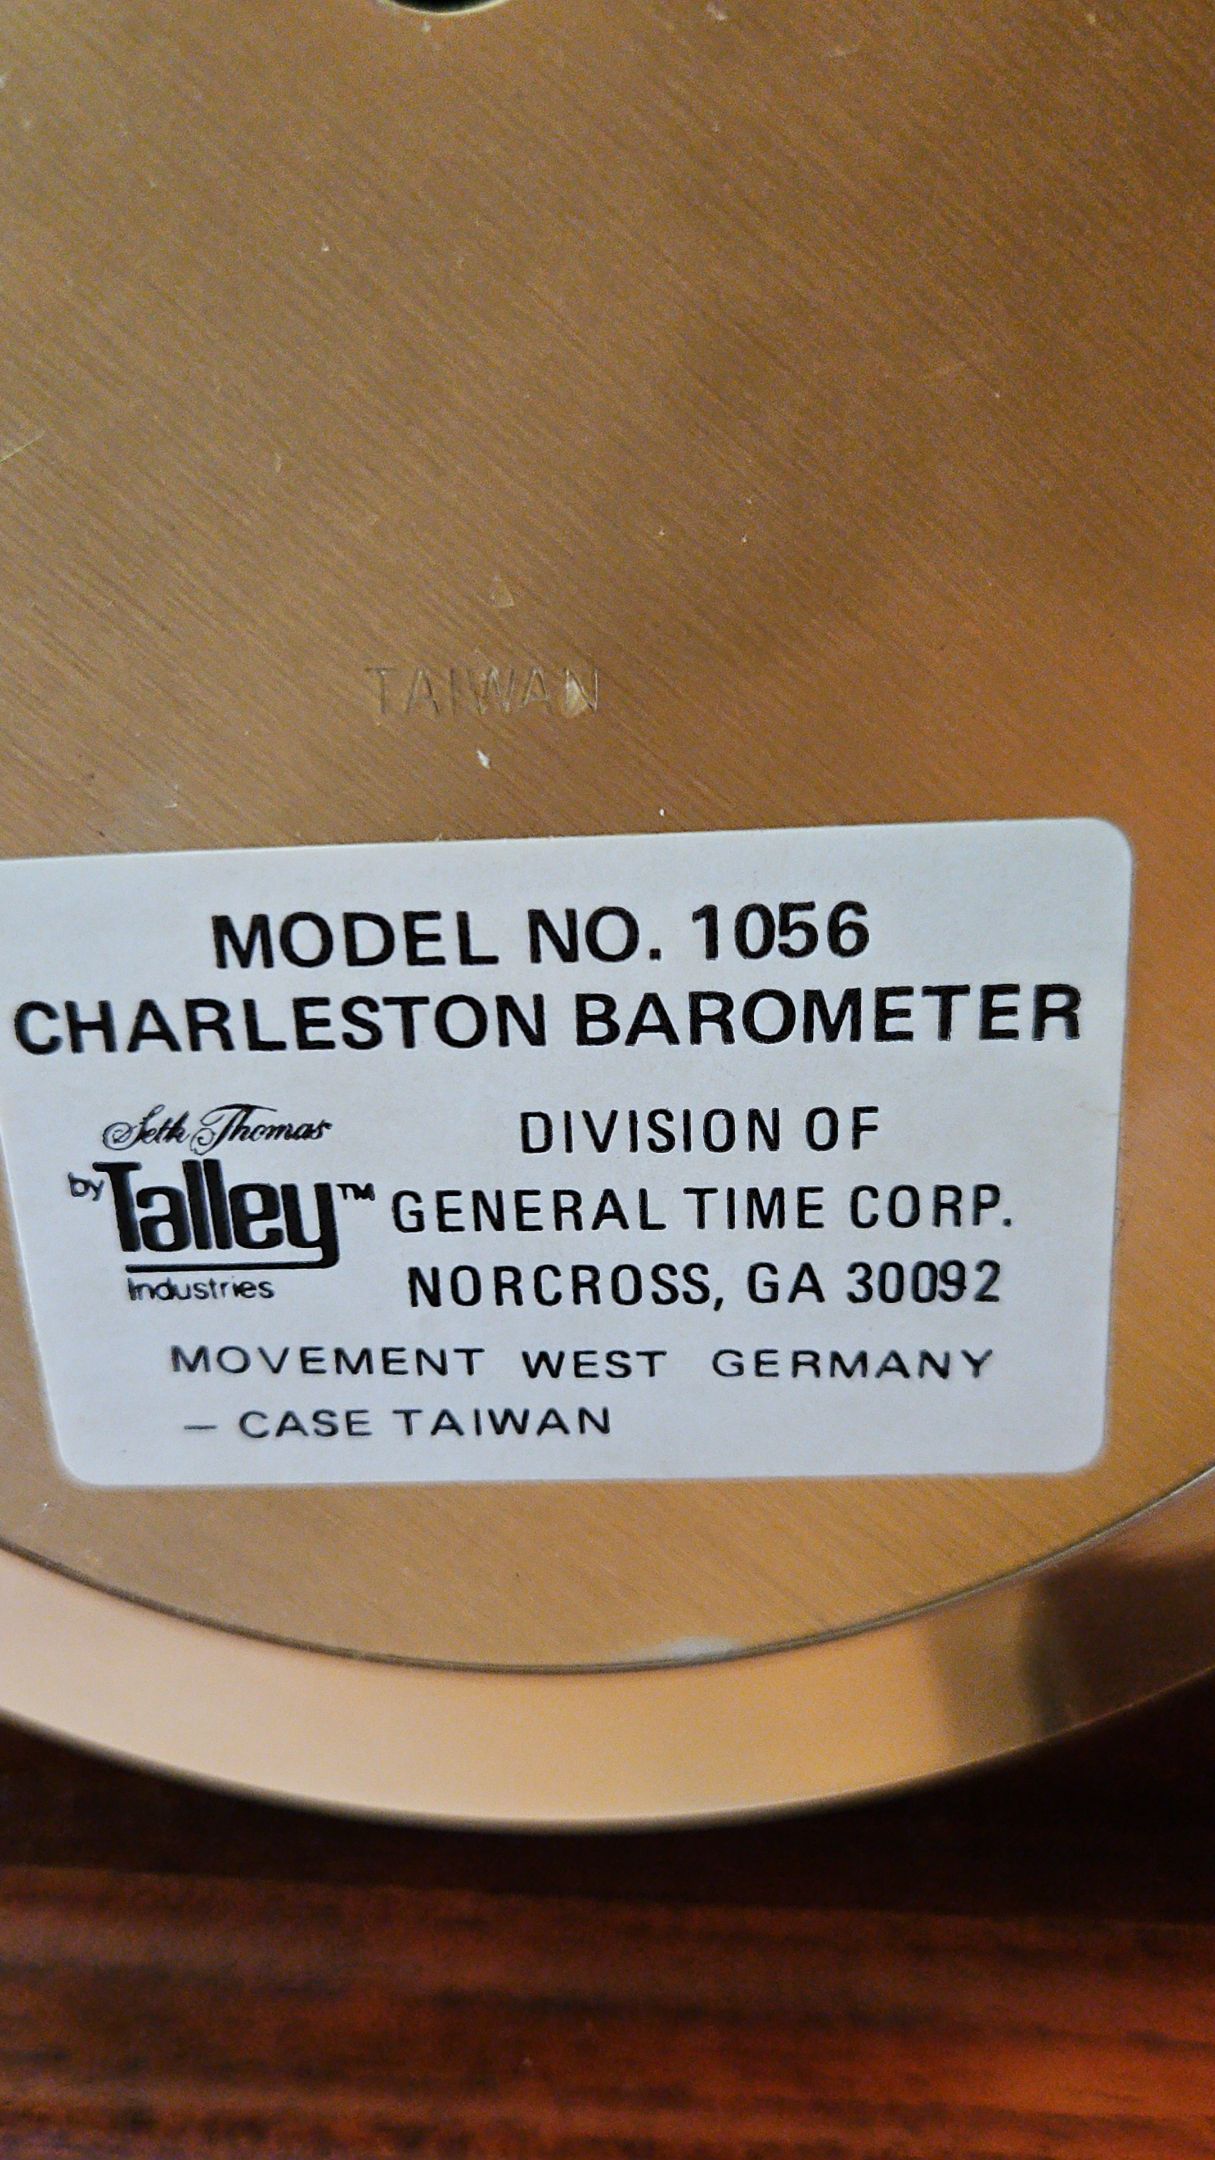 TAIWAN
MODEL NO. 1056
CHARLESTON BAROMETER
Seth Thomas
by Talley™
Industries
DIVISION OF
GENERAL TIME CORP.
NORCROSS, GA 30092
MOVEMENT WEST GERMANY
— CASE TAIWAN